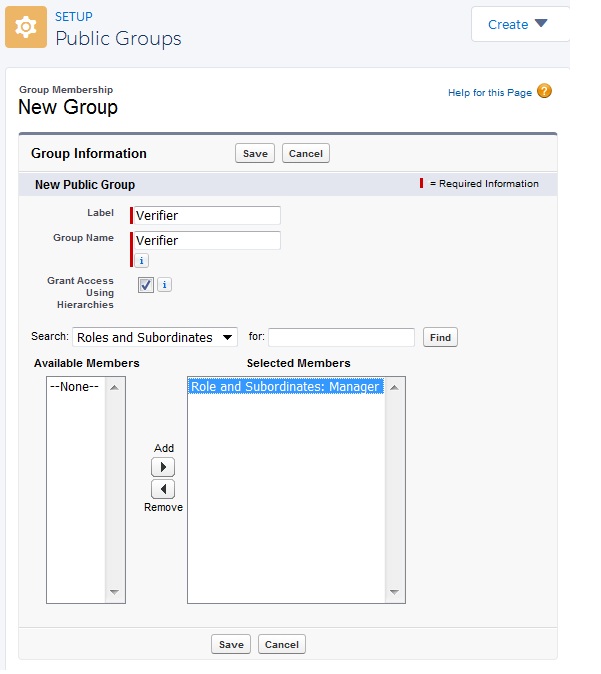 SETUP
Public Groups
Create
Group Membership
New Group
Help for this Page ?
Group Information
Save
Cancel
New Public Group
= Required Information
Label
Verifier
Group Name
Verifier
i
Grant Access
Using
Hierarchies
i
Search:
Roles and Subordinates
for:
Find
Available Members
Selected Members
--None--
Role and Subordinates: Manager
Add
Remove
Save
Cancel